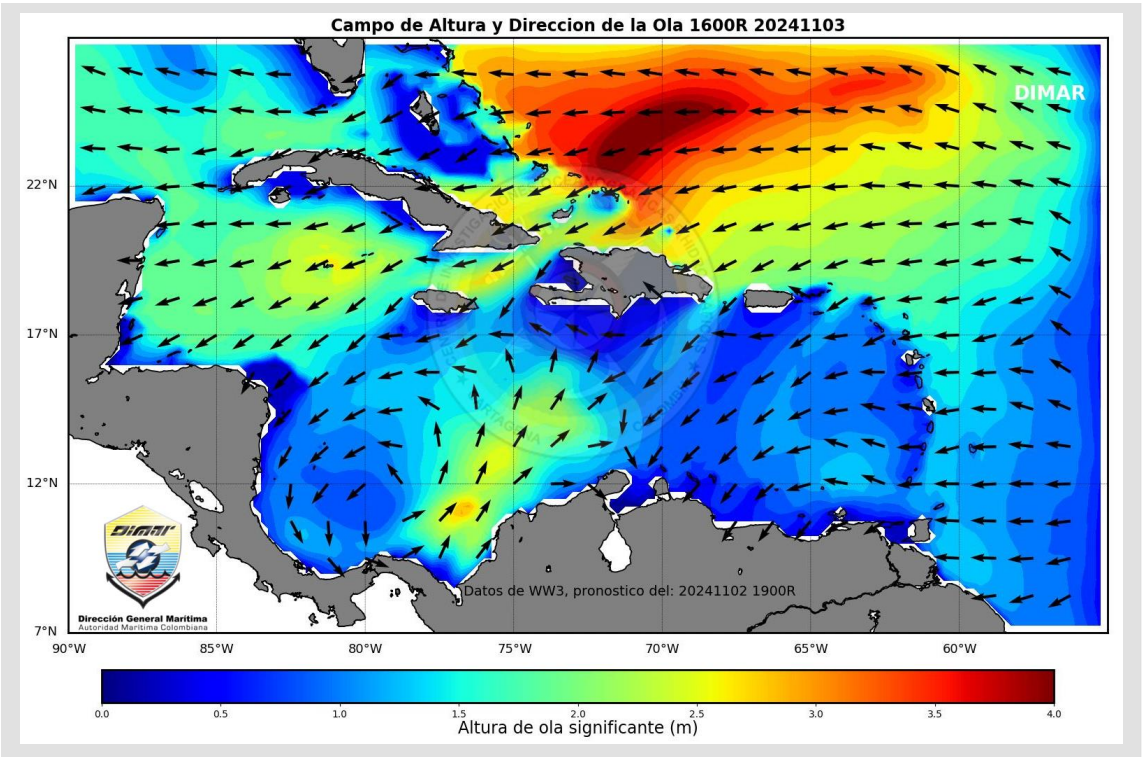 Campo de Altura y Direccion de la Ola 1600R 20241103
DIMAR
22°N
17°N
12°N
7°N
DIMAR
Dirección General Marítima
Autoridad Marítima Colombiana
Datos de WW3, pronostico del: 20241102 1900R
90°W 85°W 80°W 75°W 70°W 65°W 60°W
0.0 0.5 1.0 1.5 2.0 2.5 3.0 3.5 4.0
Altura de ola significante (m)